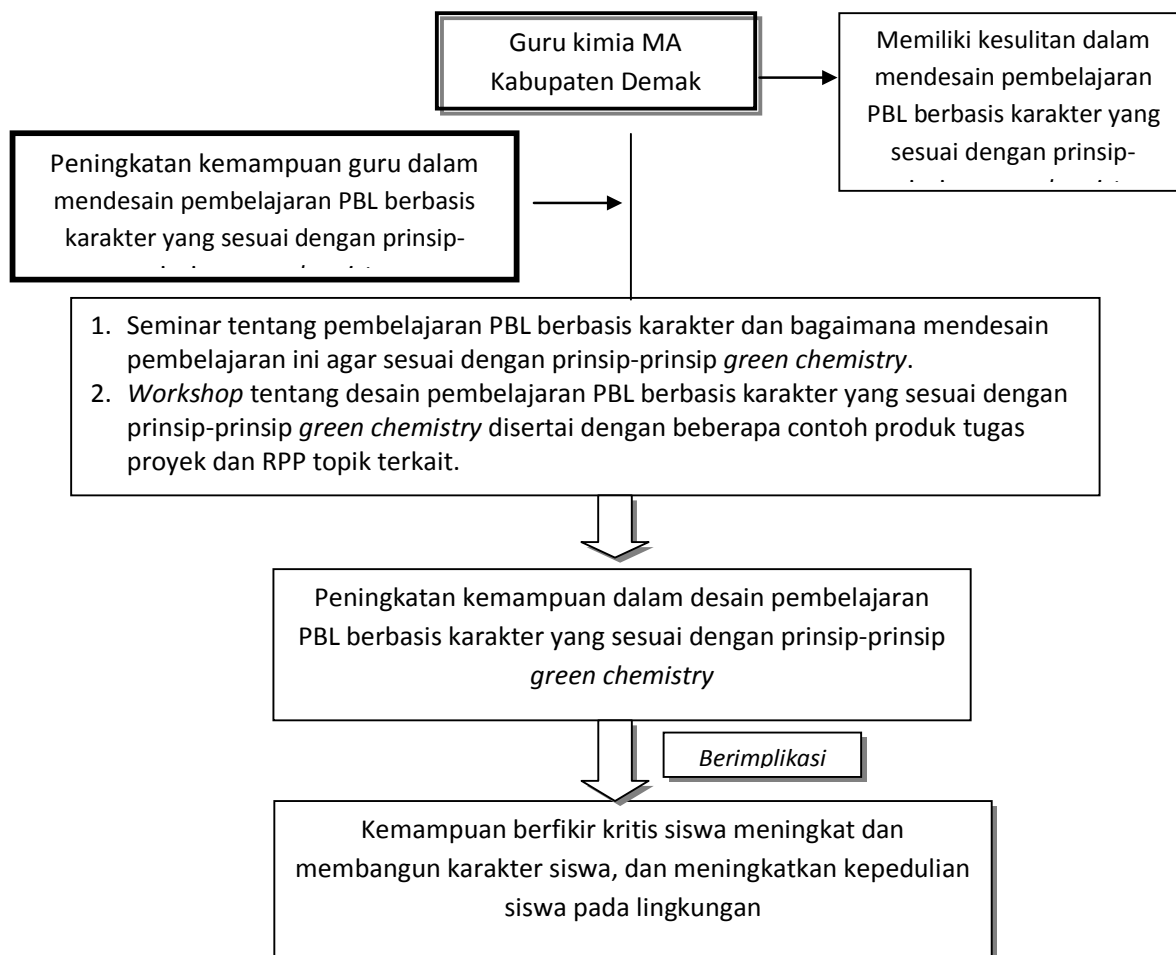 Guru kimia MA
Kabupaten Demak
Memiliki kesulitan dalam
mendesain pembelajaran
PBL berbasis karakter yang
sesuai dengan prinsip-
Peningkatan kemampuan guru dalam
mendesain pembelajaran PBL berbasis
karakter yang sesuai dengan prinsip-
1. Seminar tentang pembelajaran PBL berbasis karakter dan bagaimana mendesain
pembelajaran ini agar sesuai dengan prinsip-prinsip green chemistry.
2. Workshop tentang desain pembelajaran PBL berbasis karakter yang sesuai dengan
prinsip-prinsip green chemistry disertai dengan beberapa contoh produk tugas
proyek dan RPP topik terkait.
Peningkatan kemampuan dalam desain pembelajaran
PBL berbasis karakter yang sesuai dengan prinsip-prinsip
green chemistry
Berimplikasi
Kemampuan berfikir kritis siswa meningkat dan
membangun karakter siswa, dan meningkatkan kepedulian
siswa pada lingkungan